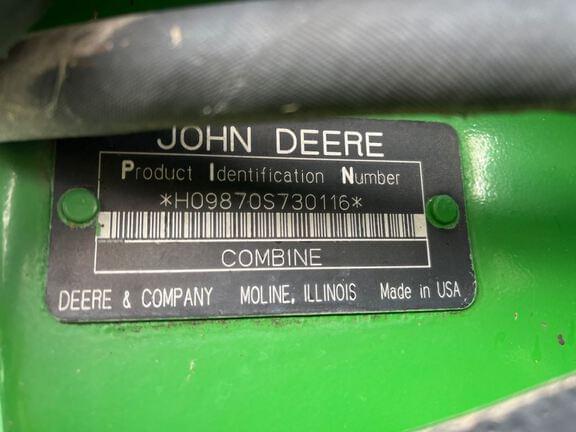 JOHN DEERE
Product Identification Number
*H09870S730116*
COMBINE
DEERE & COMPANY MOLINE, ILLINOIS Made in USA